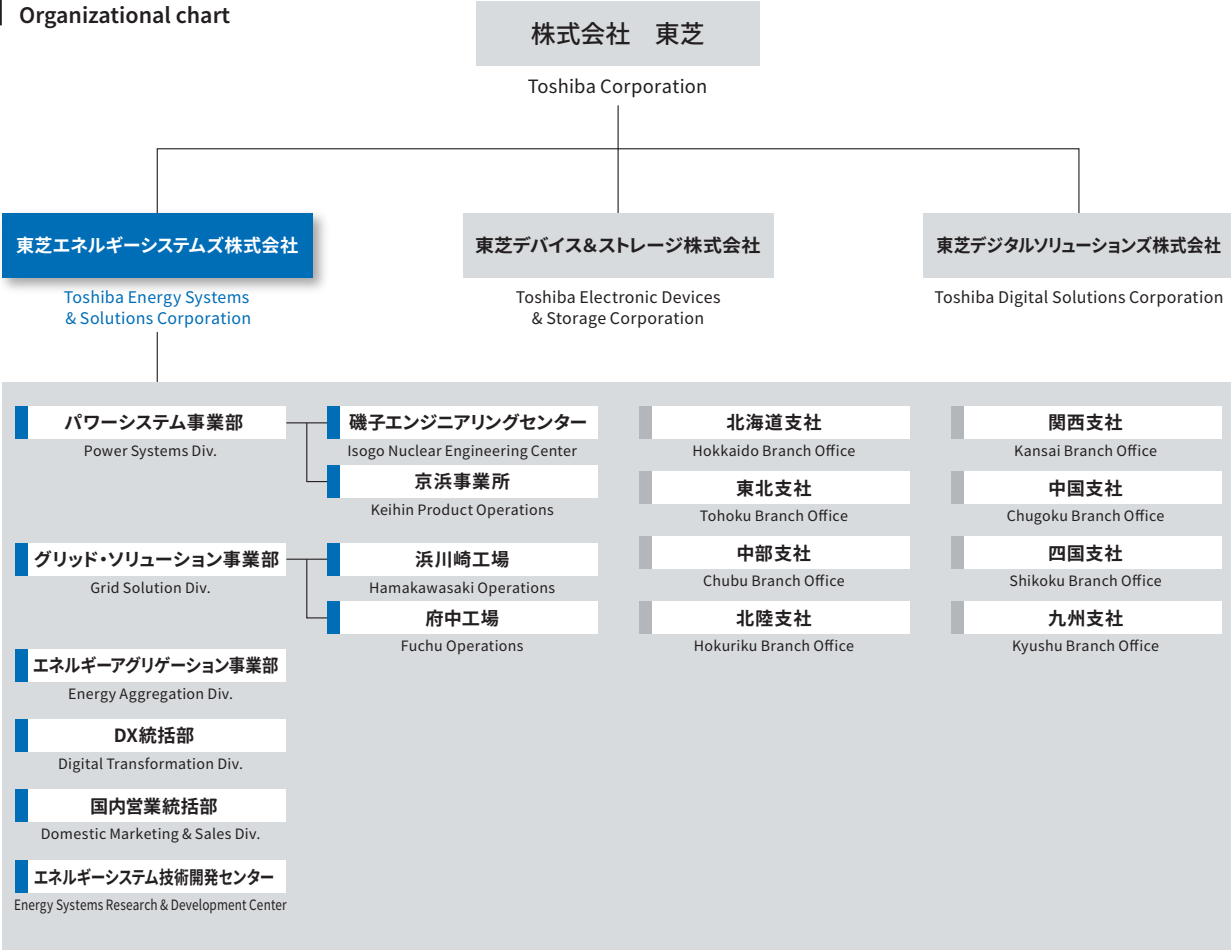 Organizational chart
株式会社　東芝
Toshiba Corporation
東芝エネルギーシステムズ株式会社
Toshiba Energy Systems
& Solutions Corporation
東芝デバイス&ストレージ株式会社
Toshiba Electronic Devices
& Storage Corporation
東芝デジタルソリューションズ株式会社
Toshiba Digital Solutions Corporation
パワーシステム事業部
Power Systems Div.
磯子エンジニアリングセンター
Isogo Nuclear Engineering Center
京浜事業所
Keihin Product Operations
グリッド・ソリューション事業部
Grid Solution Div.
浜川崎工場
Hamakawasaki Operations
府中工場
Fuchu Operations
エネルギーアグリゲーション事業部
Energy Aggregation Div.
DX統括部
Digital Transformation Div.
国内営業統括部
Domestic Marketing & Sales Div.
エネルギーシステム技術開発センター
Energy Systems Research & Development Center
北海道支社
Hokkaido Branch Office
東北支社
Tohoku Branch Office
中部支社
Chubu Branch Office
北陸支社
Hokuriku Branch Office
関西支社
Kansai Branch Office
中国支社
Chugoku Branch Office
四国支社
Shikoku Branch Office
九州支社
Kyushu Branch Office